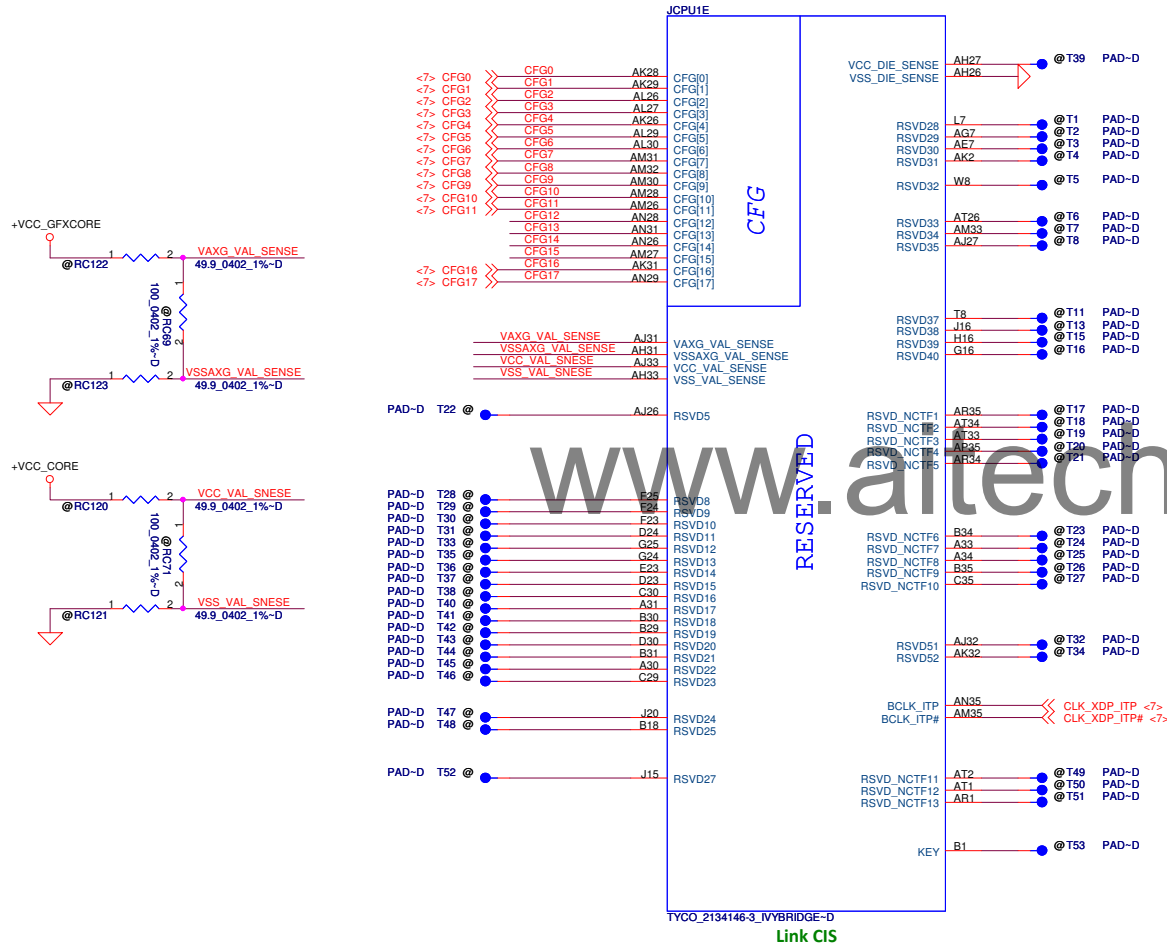 JCPU1E
<7> CFG0 CFG0 AK28 CFG[0]
<7> CFG1 CFG1 AK29 CFG[1]
<7> CFG2 CFG2 AL26 CFG[2]
<7> CFG3 CFG3 AL27 CFG[3]
<7> CFG4 CFG4 AK26 CFG[4]
<7> CFG5 CFG5 AL29 CFG[5]
<7> CFG6 CFG6 AL30 CFG[6]
<7> CFG7 CFG7 AM31 CFG[7]
<7> CFG8 CFG8 AM32 CFG[8]
<7> CFG9 CFG9 AM30 CFG[9]
<7> CFG10 CFG10 AM28 CFG[10]
<7> CFG11 CFG11 AM26 CFG[11]
CFG12 AN28 CFG[12]
CFG13 AN31 CFG[13]
CFG14 AN26 CFG[14]
CFG15 AM27 CFG[15]
<7> CFG16 CFG16 AK31 CFG[16]
<7> CFG17 CFG17 AN29 CFG[17]
CFG
VCC_DIE_SENSE AH27 @T39 PAD~D
VSS_DIE_SENSE AH26
RSVD28 L7 @T1 PAD~D
RSVD29 AG7 @T2 PAD~D
RSVD30 AE7 @T3 PAD~D
RSVD31 AK2 @T4 PAD~D
RSVD32 W8 @T5 PAD~D
RSVD33 AT26 @T6 PAD~D
RSVD34 AM33 @T7 PAD~D
RSVD35 AJ27 @T8 PAD~D
RSVD37 T8 @T11 PAD~D
RSVD38 J16 @T13 PAD~D
RSVD39 H16 @T15 PAD~D
RSVD40 G16 @T16 PAD~D
+VCC_GFXCORE
1 2 VAXG_VAL_SENSE
@RC122 49.9_0402_1%~D
1 2
@RC69
100_0402_1%~D
1 2 VSSAXG_VAL_SENSE
@RC123 49.9_0402_1%~D
VAXG_VAL_SENSE AJ31 VAXG_VAL_SENSE
VSSAXG_VAL_SENSE AH31 VSSAXG_VAL_SENSE
VCC_VAL_SNESE AJ33 VCC_VAL_SENSE
VSS_VAL_SNESE AH33 VSS_VAL_SENSE
PAD~D T22 @ AJ26 RSVD5
RSVD_NCTF1 AR35 @T17 PAD~D
RSVD_NCTF2 AT34 @T18 PAD~D
RSVD_NCTF3 AT33 @T19 PAD~D
RSVD_NCTF4 AP35 @T20 PAD~D
RSVD_NCTF5 AR34 @T21 PAD~D
www.aitech
RESERVED
+VCC_CORE
1 2 VCC_VAL_SNESE
@RC120 49.9_0402_1%~D
1 2
@RC71
100_0402_1%~D
1 2 VSS_VAL_SNESE
@RC121 49.9_0402_1%~D
PAD~D T28 @ F25 RSVD8
PAD~D T29 @ F24 RSVD9
PAD~D T30 @ F23 RSVD10
PAD~D T31 @ D24 RSVD11
PAD~D T33 @ G25 RSVD12
PAD~D T35 @ G24 RSVD13
PAD~D T36 @ E23 RSVD14
PAD~D T37 @ D23 RSVD15
PAD~D T38 @ C30 RSVD16
PAD~D T40 @ A31 RSVD17
PAD~D T41 @ B30 RSVD18
PAD~D T42 @ B29 RSVD19
PAD~D T43 @ D30 RSVD20
PAD~D T44 @ B31 RSVD21
PAD~D T45 @ A30 RSVD22
PAD~D T46 @ C29 RSVD23
PAD~D T47 @ J20 RSVD24
PAD~D T48 @ B18 RSVD25
PAD~D T52 @ J15 RSVD27
RSVD_NCTF6 B34 @T23 PAD~D
RSVD_NCTF7 A33 @T24 PAD~D
RSVD_NCTF8 A34 @T25 PAD~D
RSVD_NCTF9 B35 @T26 PAD~D
RSVD_NCTF10 C35 @T27 PAD~D
RSVD51 AJ32 @T32 PAD~D
RSVD52 AK32 @T34 PAD~D
BCLK_ITP AN35 CLK_XDP_ITP <7>
BCLK_ITP# AM35 CLK_XDP_ITP# <7>
RSVD_NCTF11 AT2 @T49 PAD~D
RSVD_NCTF12 AT1 @T50 PAD~D
RSVD_NCTF13 AR1 @T51 PAD~D
KEY B1 @T53 PAD~D
TYCO_2134146-3_IVYBRIDGE~D
Link CIS